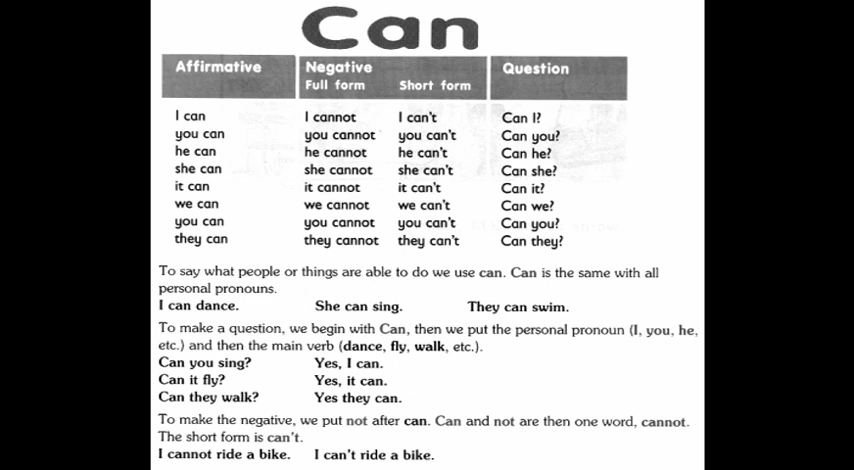 Can
Affirmative Negative Question
Full form Short form
I can I cannot I can't Can I?
you can you cannot you can't Can you?
he can he cannot he can't Can he?
she can she cannot she can't Can she?
it can it cannot it can't Can it?
we can we cannot we can't Can we?
you can you cannot you can't Can you?
they can they cannot they can't Can they?
To say what people or things are able to do we use can. Can is the same with all
personal pronouns.
I can dance. She can sing. They can swim.
To make a question, we begin with Can, then we put the personal pronoun (I, you, he,
etc.) and then the main verb (dance, fly, walk, etc.).
Can you sing? Yes, I can.
Can it fly? Yes, it can.
Can they walk? Yes they can.
To make the negative, we put not after can. Can and not are then one word, cannot.
The short form is can't.
I cannot ride a bike. I can't ride a bike.